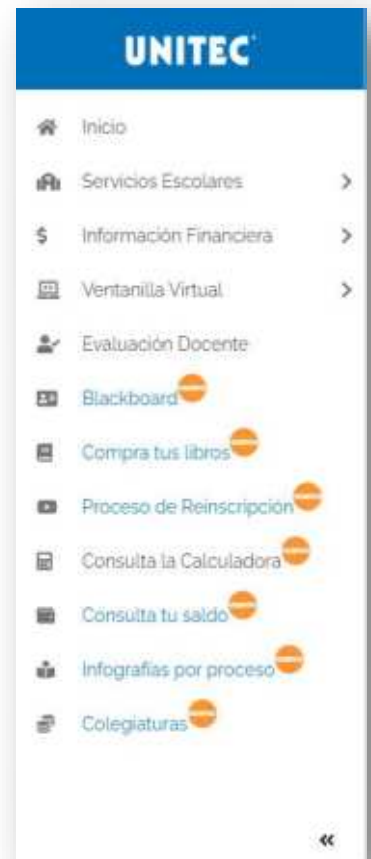 UNITEC
Inicio
Servicios Escolares
Información Financiera
Ventanilla Virtual
Evaluación Docente
Blackboard
Compra tus libros
Proceso de Reinscripción
Consulta la Calculadora
Consulta tu saldo
Infografías por proceso
Colegiaturas